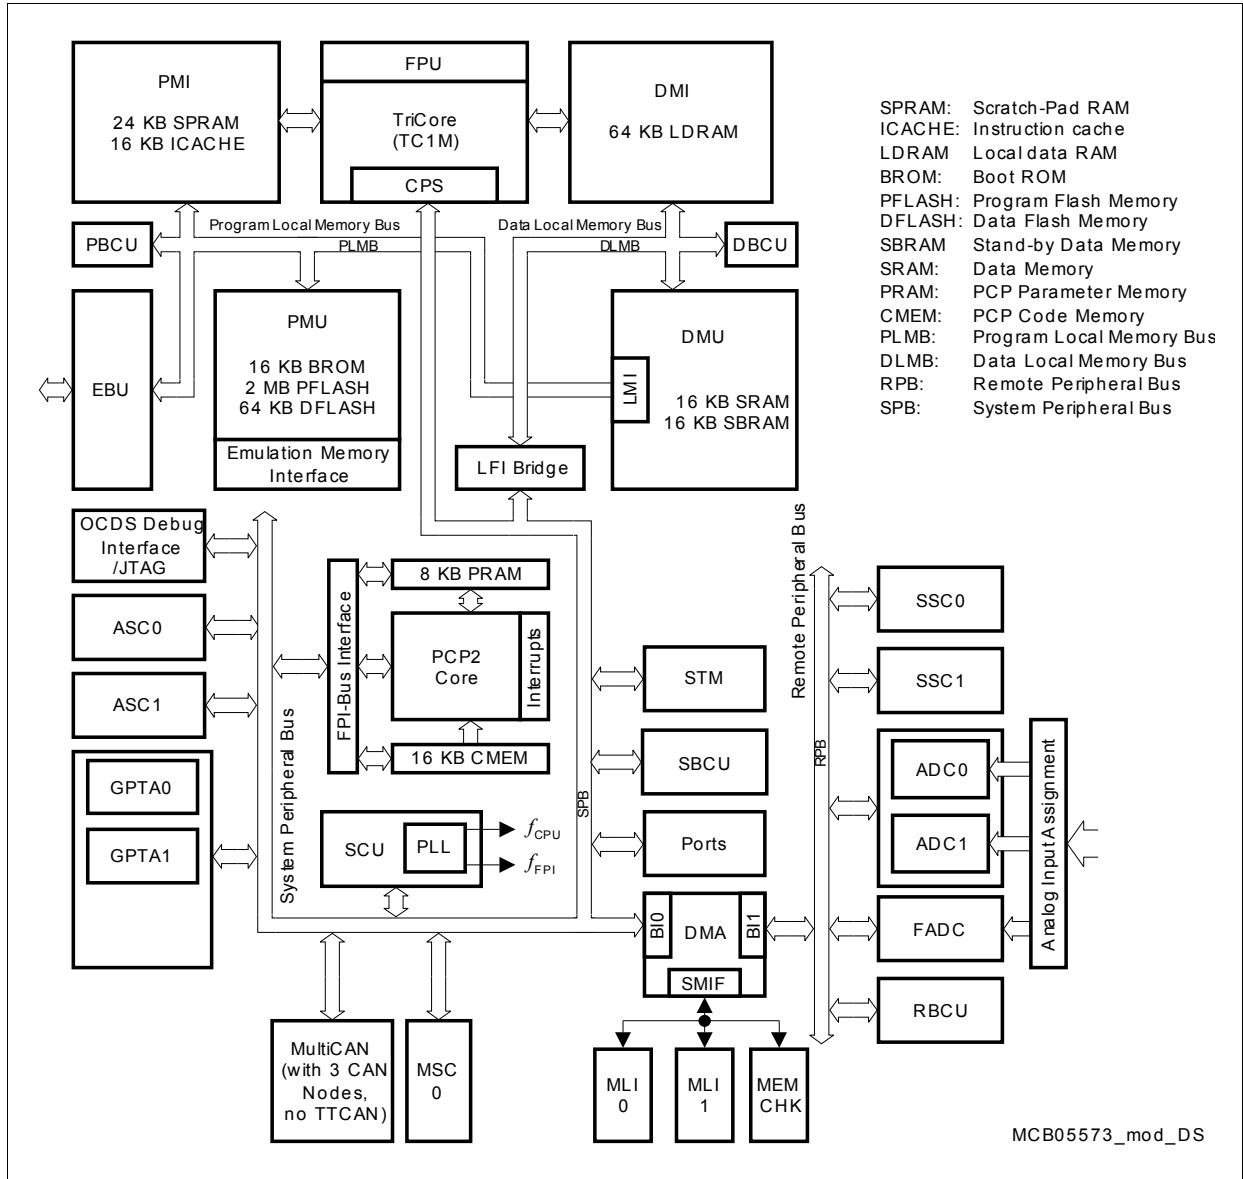 PMI
24 KB SPRAM
16 KB ICACHE
FPU
TriCore
(TC1M)
CPS
DMI
64 KB LDRAM
SPRAM: Scratch-Pad RAM
ICACHE: Instruction cache
LDRAM Local data RAM
BROM: Boot ROM
PFLASH: Program Flash Memory
DFLASH: Data Flash Memory
SBRAM Stand-by Data Memory
SRAM: Data Memory
PRAM: PCP Parameter Memory
CMEM: PCP Code Memory
PLMB: Program Local Memory Bus
DLMB: Data Local Memory Bus
RPB: Remote Peripheral Bus
SPB: System Peripheral Bus
PBCU
Program Local Memory Bus
PLMB
Data Local Memory Bus
DLMB
DBCU
EBU
PMU
16 KB BROM
2 MB PFLASH
64 KB DFLASH
Emulation Memory
Interface
DMU
LMI
16 KB SRAM
16 KB SBRAM
LFI Bridge
OCDS Debug
Interface
/JTAG
ASC0
ASC1
GPTA0
GPTA1
System Peripheral Bus
FPI-Bus Interface
8 KB PRAM
PCP2
Core
Interrupts
16 KB CMEM
SCU
PLL
fCPU
fFPI
SPB
STM
SBCU
Ports
BI0
DMA
BI1
SMIF
Remote Peripheral Bus
RPB
SSC0
SSC1
ADC0
ADC1
FADC
RBCU
Analog Input Assignment
MultiCAN
(with 3 CAN
Nodes,
no TTCAN)
MSC
0
MLI
0
MLI
1
MEM
CHK
MCB05573_mod_DS